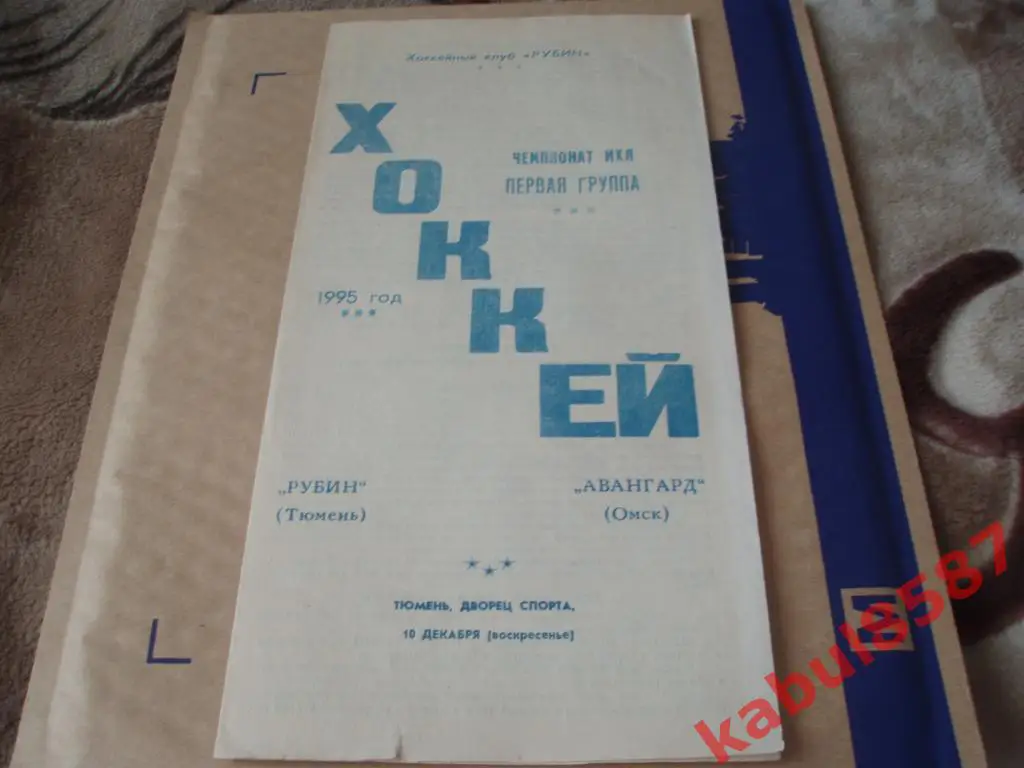 Хоккейный клуб «РУБИН»
ХОККЕЙ
ЧЕМПИОНАТ МХЛ
ПЕРВАЯ ГРУППА
1995 год
„РУБИН"
(Тюмень)
„АВАНГАРД"
(Омск)
ТЮМЕНЬ, ДВОРЕЦ СПОРТА,
10 ДЕКАБРЯ (воскресенье)
kabul8587